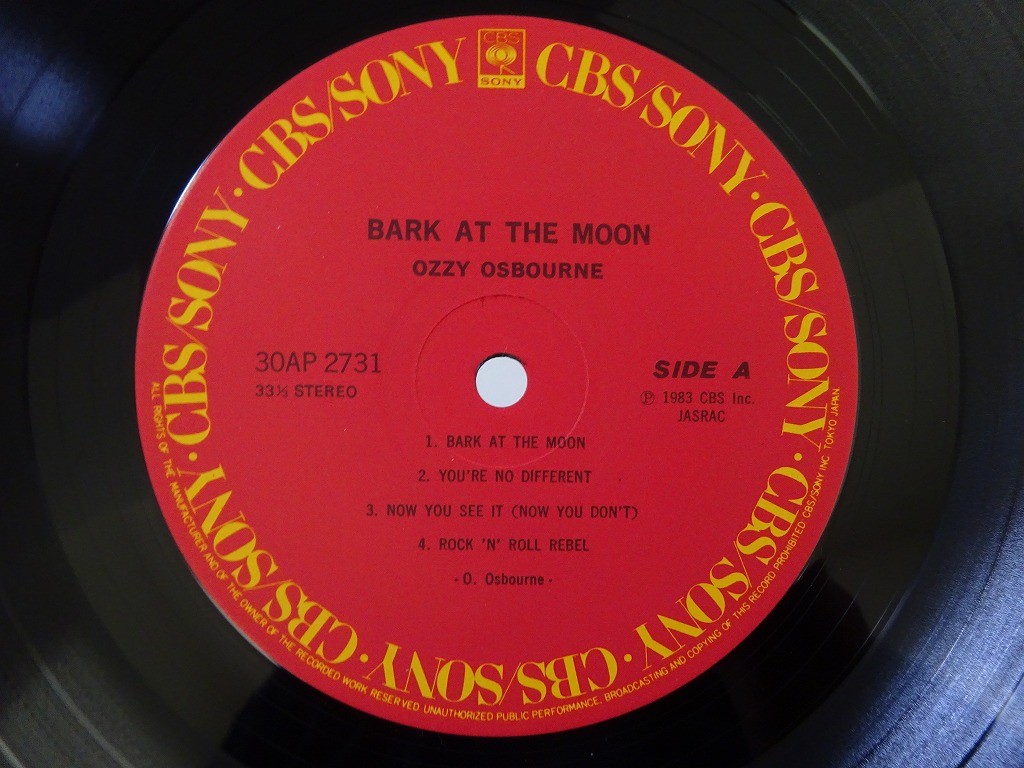 CBS
SONY
CBS/SONY · CBS/SONY · CBS/SONY · CBS/SONY · CBS/SONY · CBS/SONY · CBS/SONY · CBS/SONY
BARK AT THE MOON
OZZY OSBOURNE
30AP 2731
33⅓ STEREO
SIDE A
Ⓟ 1983 CBS Inc.
JASRAC
1. BARK AT THE MOON
2. YOU'RE NO DIFFERENT
3. NOW YOU SEE IT (NOW YOU DON'T)
4. ROCK 'N' ROLL REBEL
- O. Osbourne -
ALL RIGHTS OF THE MANUFACTURER AND OF THE OWNER OF THE RECORDED WORK RESERVED UNAUTHORIZED PUBLIC PERFORMANCE, BROADCASTING AND COPYING OF THIS RECORD PROHIBITED CBS/SONY INC TOKYO JAPAN